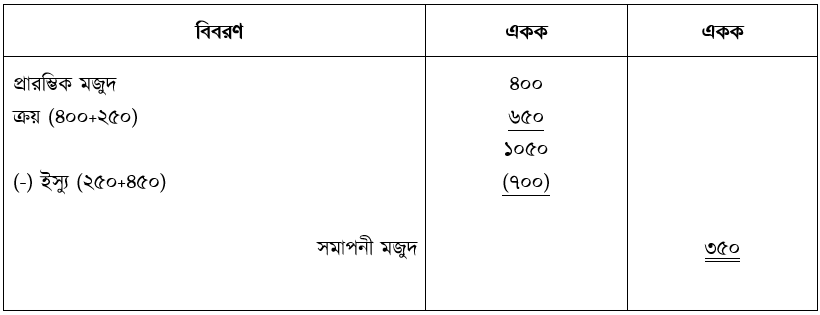 বিবরণ একক একক
প্রারম্ভিক মজুদ ৪০০
ক্রয় (৪০০+২৫০) ৬৫০
১০৫০
(-) ইস্যু (২৫০+৪৫০) (৭০০)
সমাপনী মজুদ ৩৫০